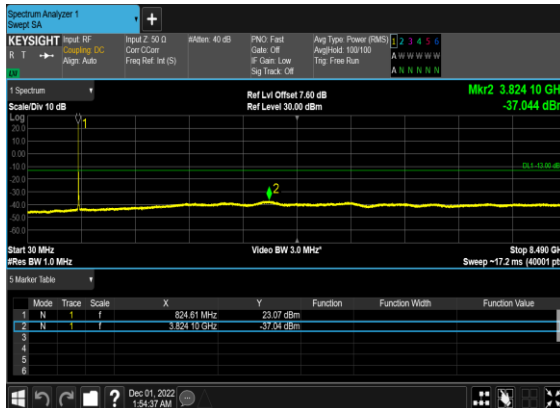 Spectrum Analyzer 1
Swept SA
KEYSIGHT
R T
Input: RF
Coupling: DC
Align: Auto
Input Z: 50 Ω
Corr CCorr
Freq Ref: Int (S)
#Atten: 40 dB
PNO: Fast
Gate: Off
IF Gain: Low
Sig Track: Off
Avg Type: Power (RMS)
Avg|Hold: 100/100
Trig: Free Run
1 2 3 4 5 6
A W W W W W
A N N N N N
1 Spectrum
Scale/Div 10 dB
Ref Lvl Offset 7.60 dB
Ref Level 30.00 dBm
Mkr2 3.824 10 GHz
-37.044 dBm
Log
20.0
10.0
0.00
-10.0
-20.0
-30.0
-40.0
-50.0
-60.0
1
2
DL1 -13.00 dBm
Start 30 MHz
#Res BW 1.0 MHz
Video BW 3.0 MHz*
Stop 8.490 GHz
Sweep ~17.2 ms (40001 pts)
5 Marker Table
Mode Trace Scale X Y Function Function Width Function Value
1 N 1 f 824.61 MHz 23.07 dBm
2 N 1 f 3.824 10 GHz -37.04 dBm
3
4
5
6
?
Dec 01, 2022
1:54:37 AM